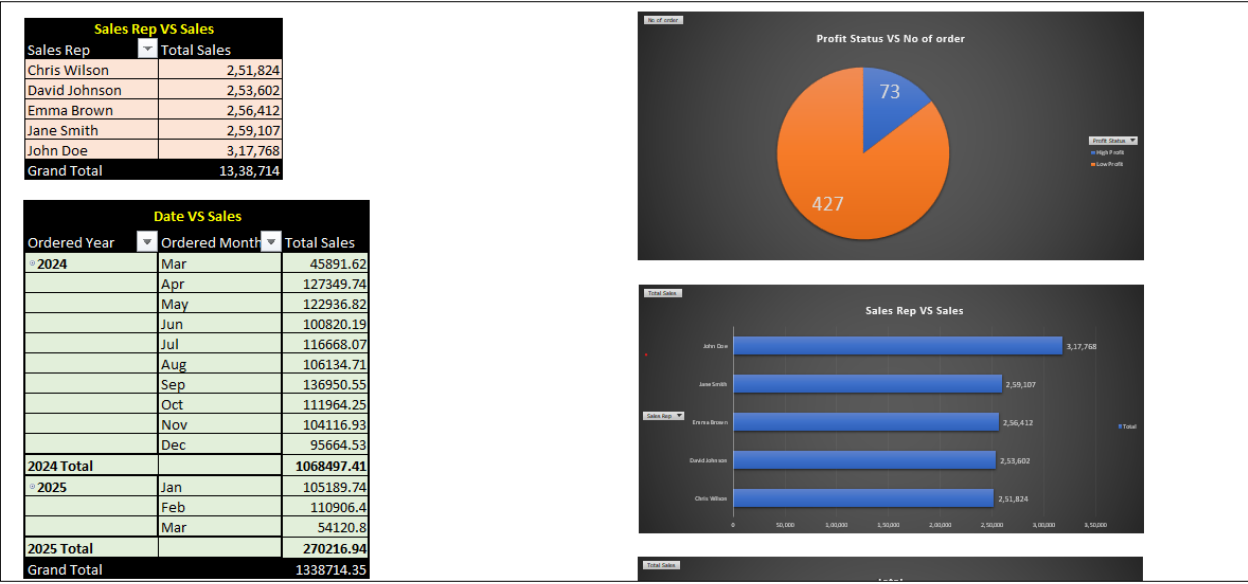 Sales Rep VS Sales
Sales Rep Total Sales
Chris Wilson 2,51,824
David Johnson 2,53,602
Emma Brown 2,56,412
Jane Smith 2,59,107
John Doe 3,17,768
Grand Total 13,38,714
Date VS Sales
Ordered Year Ordered Month Total Sales
2024 Mar 45891.62
Apr 127349.74
May 122936.82
Jun 100820.19
Jul 116668.07
Aug 106134.71
Sep 136950.55
Oct 111964.25
Nov 104116.93
Dec 95664.53
2024 Total 1068497.41
2025 Jan 105189.74
Feb 110906.4
Mar 54120.8
2025 Total 270216.94
Grand Total 1338714.35
No of order
Profit Status VS No of order
73
427
Profit Status
High Profit
Low Profit
Total Sales
Sales Rep VS Sales
John Doe 3,17,768
Jane Smith 2,59,107
Sales Rep
Emma Brown 2,56,412
Total
David Johnson 2,53,602
Chris Wilson 2,51,824
0 50,000 1,00,000 1,50,000 2,00,000 2,50,000 3,00,000 3,50,000
Total Sales